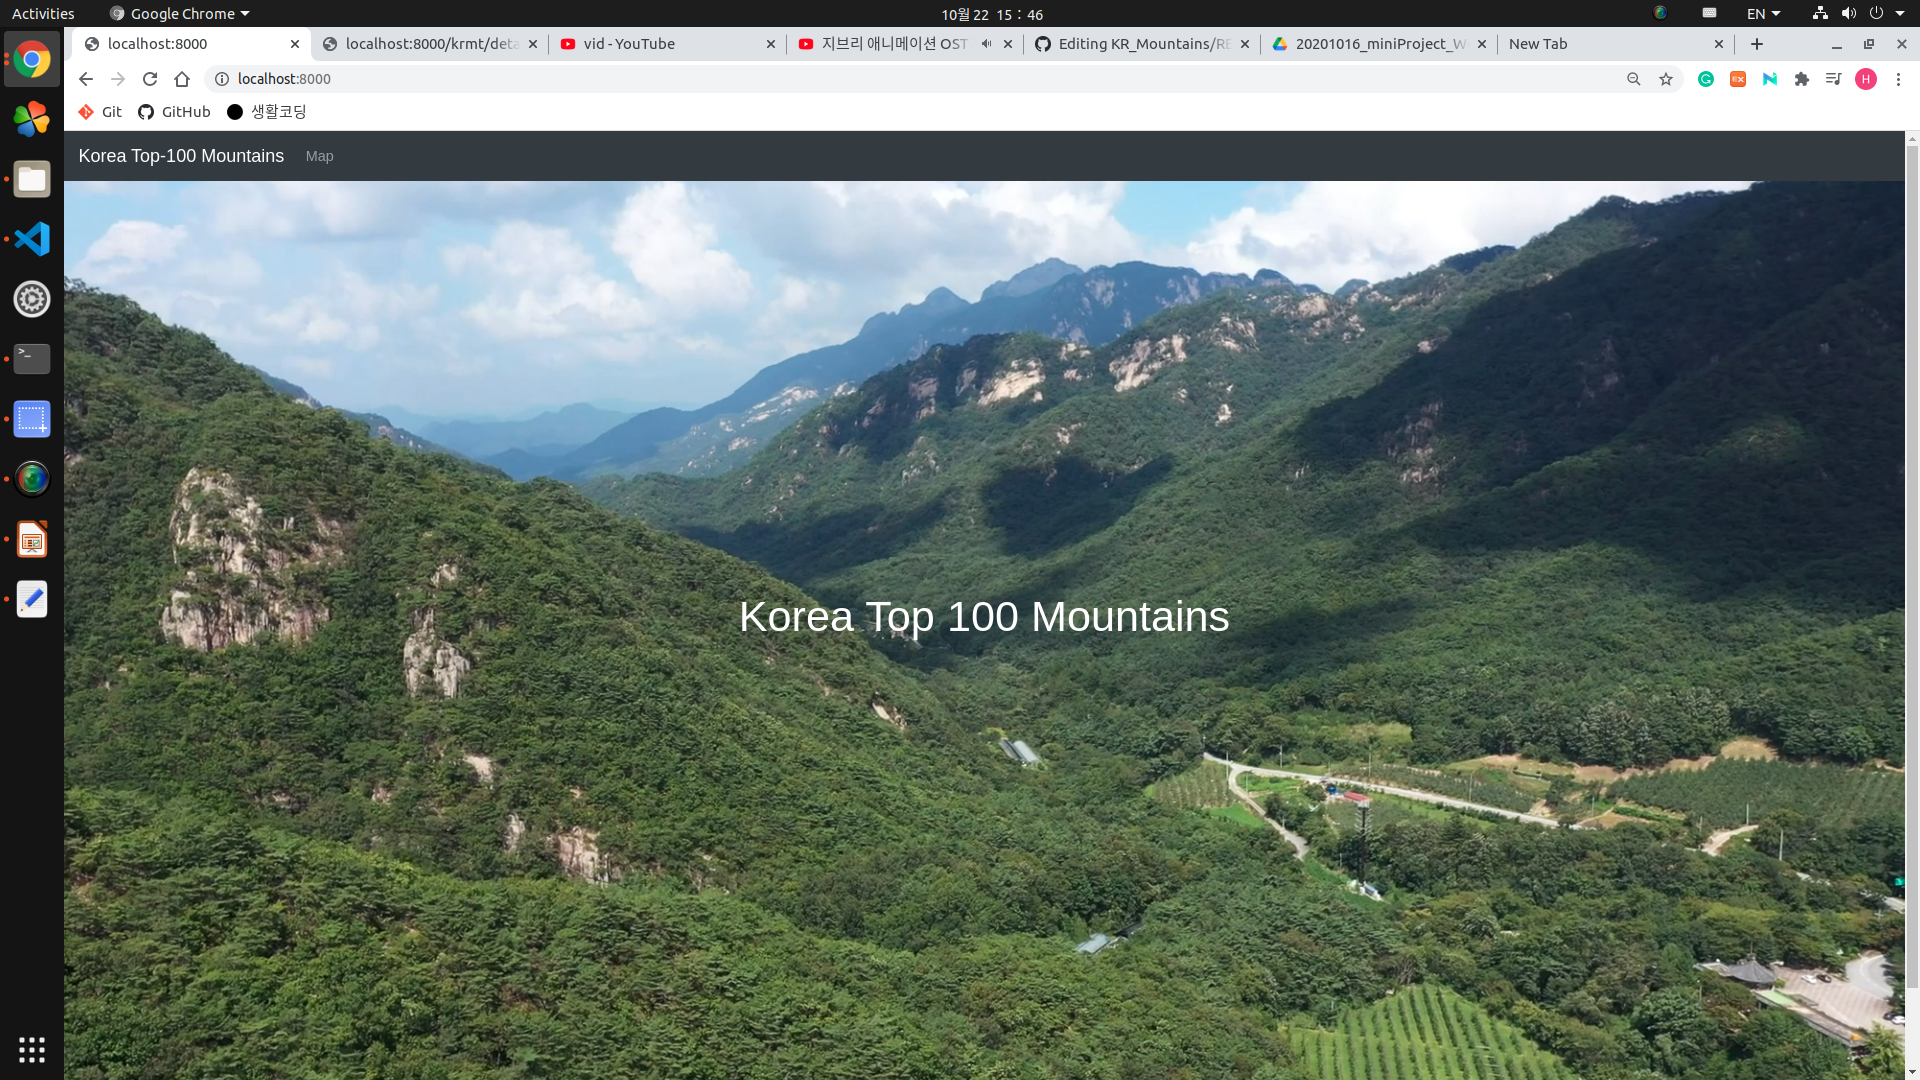 Activities
Google Chrome
10월 22 15 : 46
EN
localhost:8000
localhost:8000/krmt/deta
vid - YouTube
지브리 애니메이션 OST
Editing KR_Mountains/RE
20201016_miniProject_W
New Tab
localhost:8000
H
Git
GitHub
생활코딩
Korea Top-100 Mountains
Map
Korea Top 100 Mountains